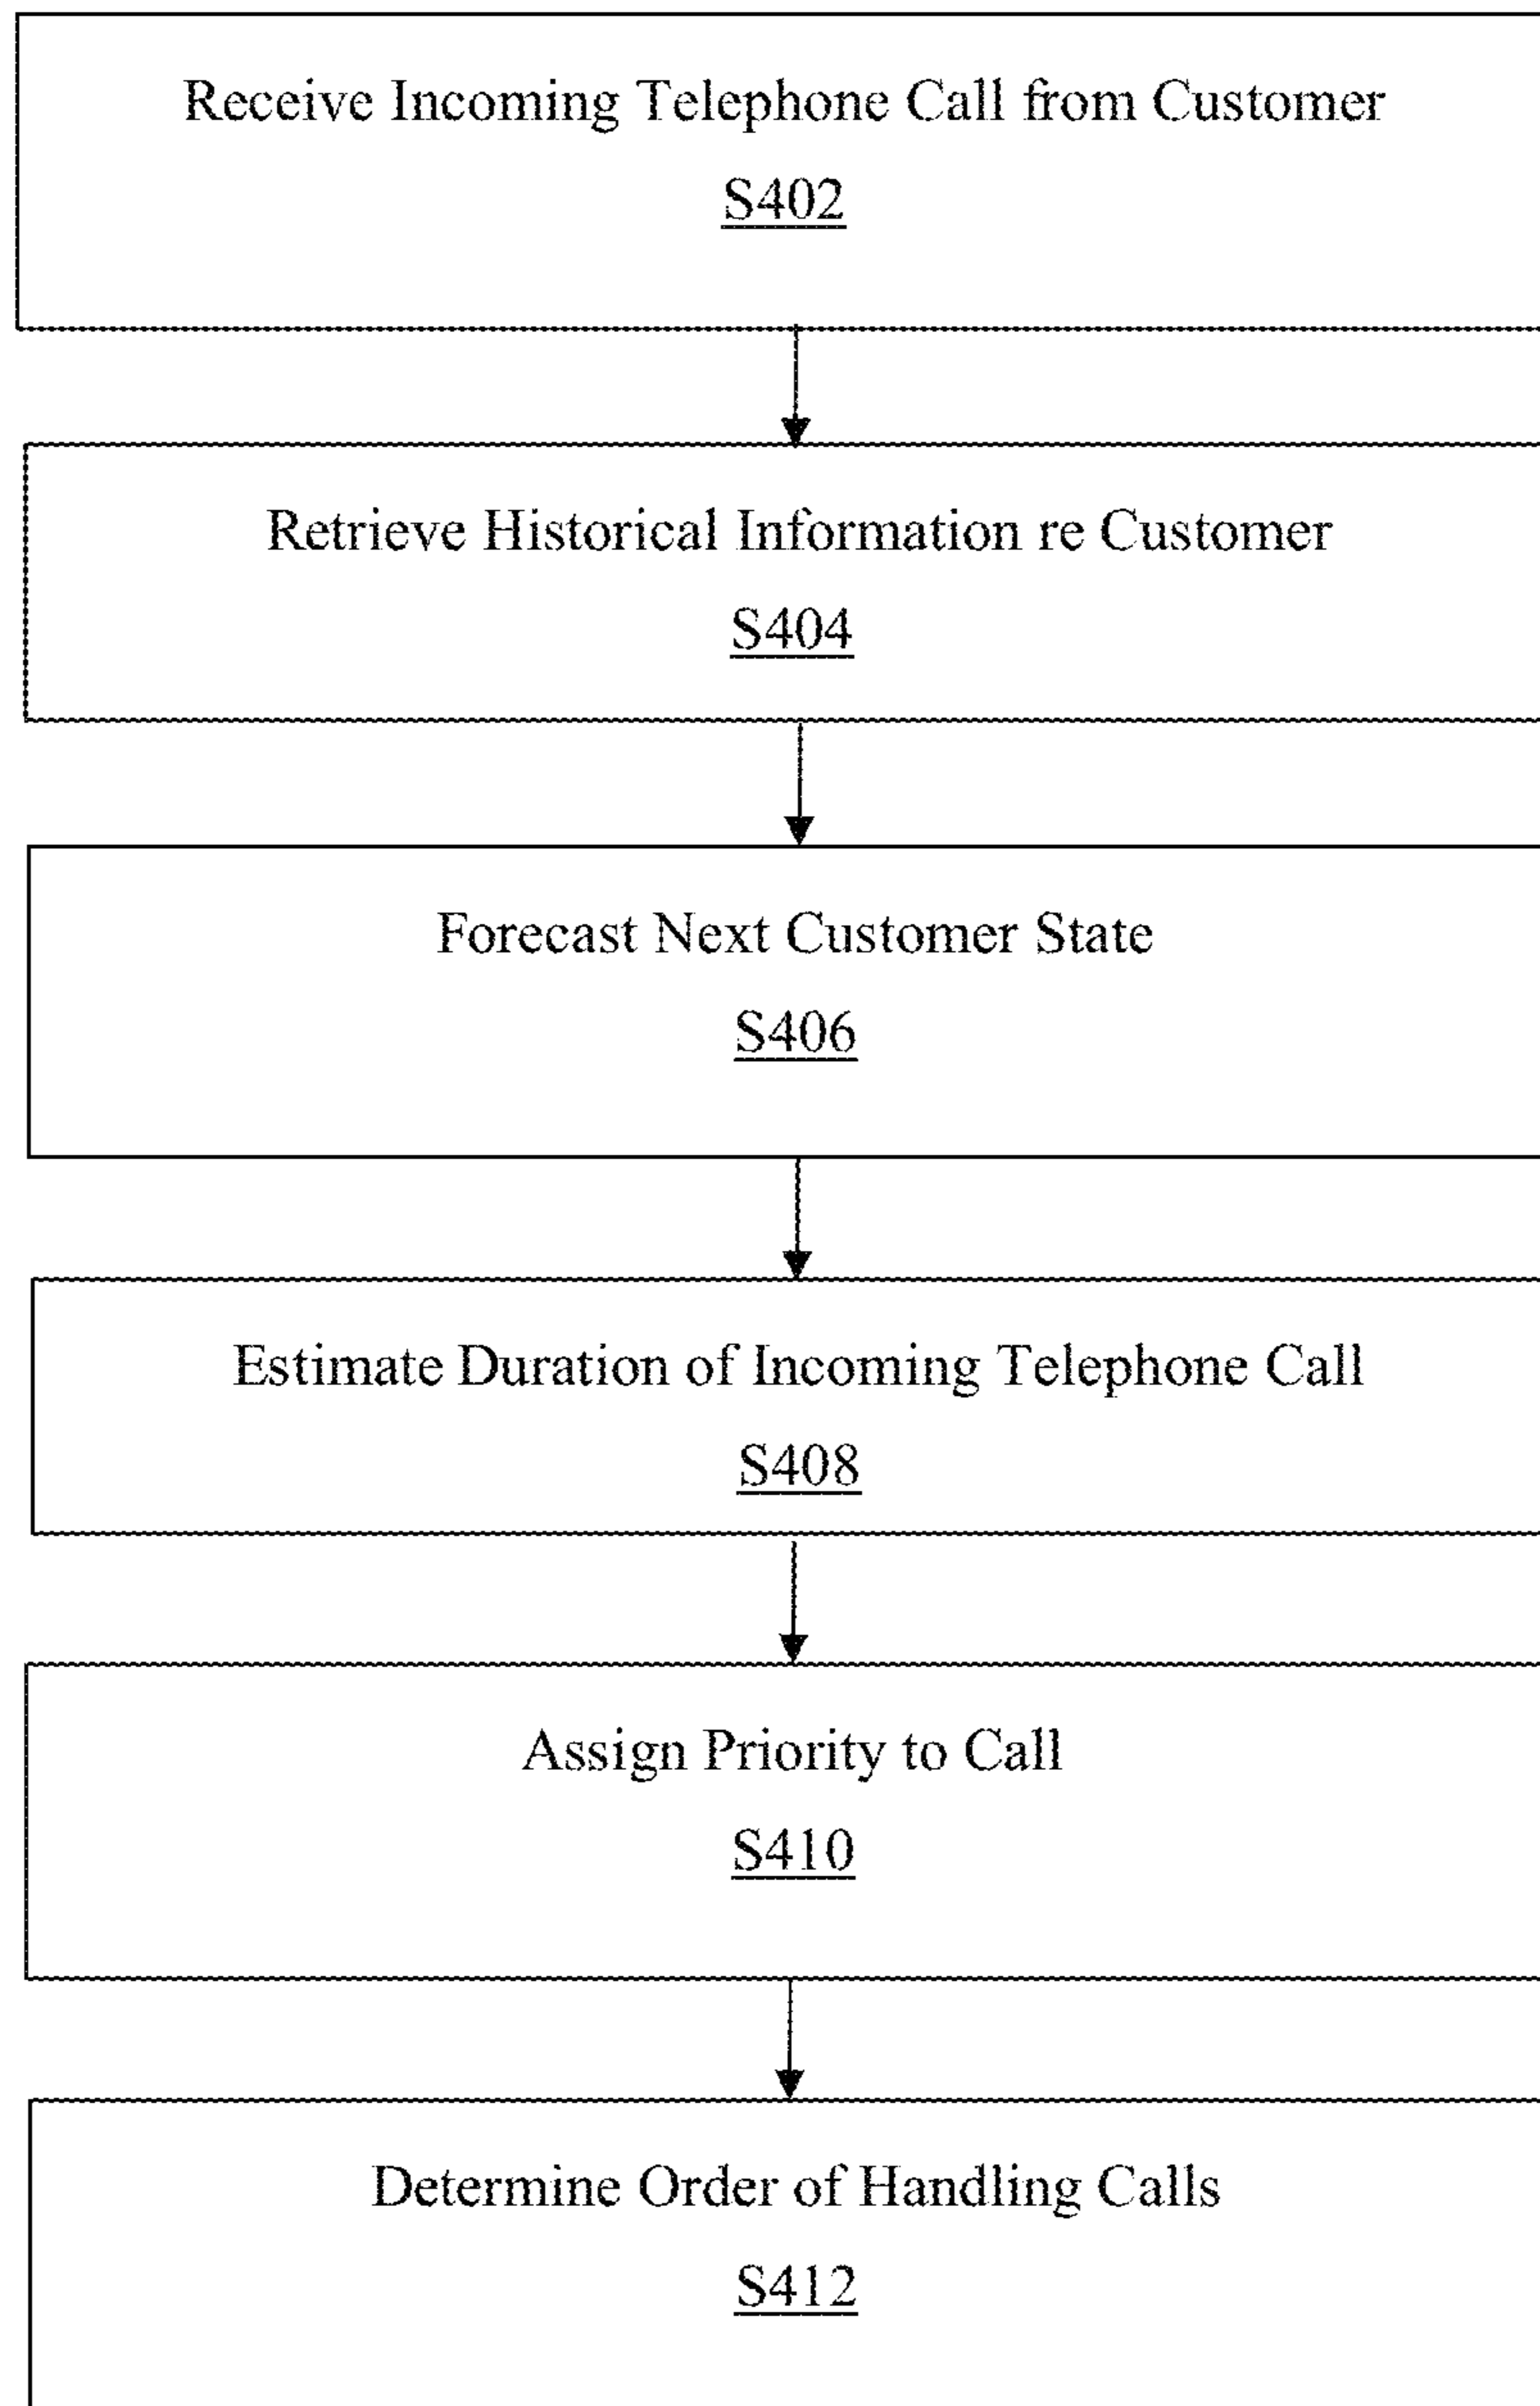 Receive Incoming Telephone Call from Customer
S402
Retrieve Historical Information re Customer
S404
Forecast Next Customer State
S406
Estimate Duration of Incoming Telephone Call
S408
Assign Priority to Call
S410
Determine Order of Handling Calls
S412